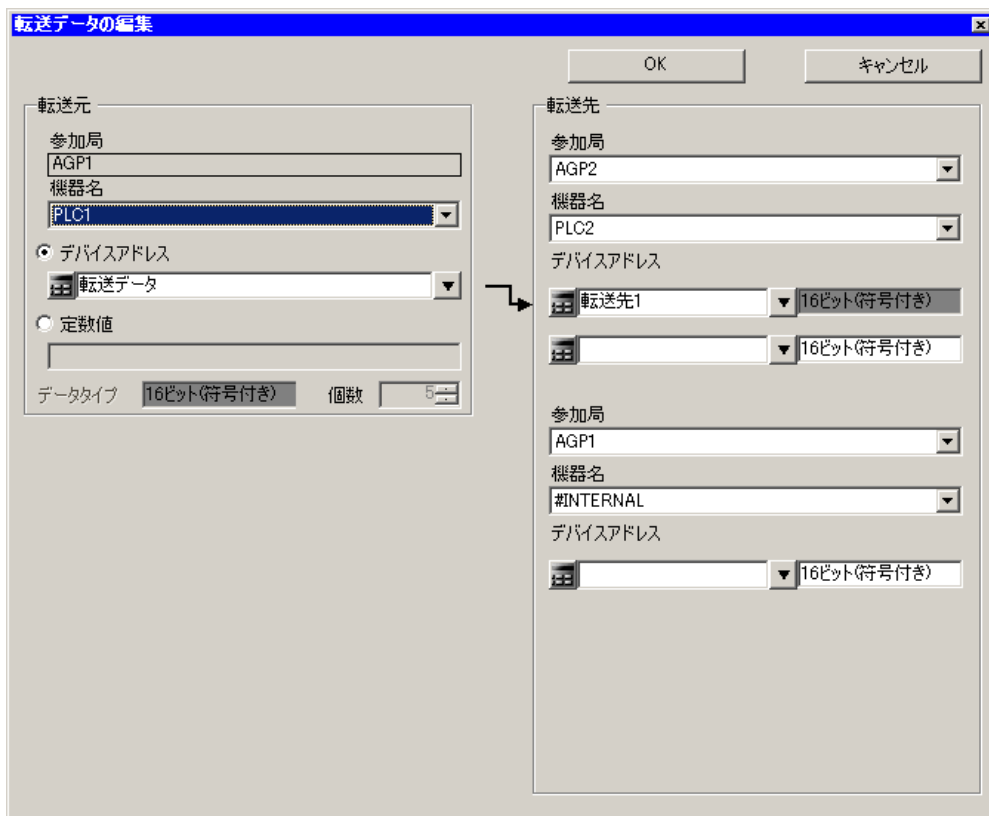 転送データの編集
OK
キャンセル
転送元
参加局
AGP1
機器名
PLC1
デバイスアドレス
転送データ
定数値
データタイプ 16ビット(符号付き) 個数 5
転送先
参加局
AGP2
機器名
PLC2
デバイスアドレス
転送先1 16ビット(符号付き)
16ビット(符号付き)
参加局
AGP1
機器名
#INTERNAL
デバイスアドレス
16ビット(符号付き)